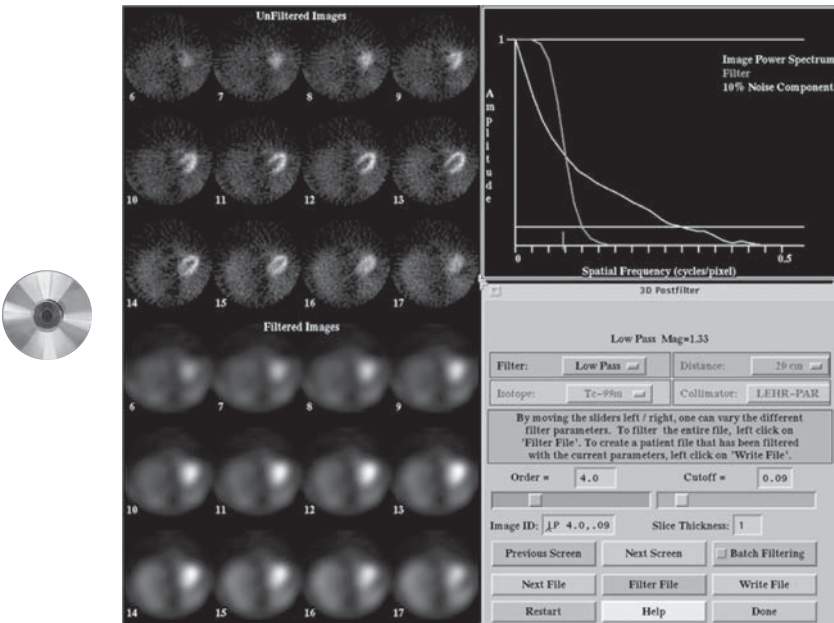 UnFiltered Images
6 7 8 9
10 11 12 13
14 15 16 17
Filtered Images
6 7 8 9
10 11 12 13
14 15 16 17
1
Amplitude
Image Power Spectrum
Filter
10% Noise Component
0 0.5
Spatial Frequency (cycles/pixel)
3D Postfilter
Low Pass Mag=1.33
Filter: Low Pass Distance: 20 cm
Isotope: Tc-99m Collimator: LEHR-PAR
By moving the sliders left / right, one can vary the different
filter parameters. To filter the entire file, left click on
'Filter File'. To create a patient file that has been filtered
with the current parameters, left click on 'Write File'.
Order = 4.0 Cutoff = 0.09
Image ID: LP 4.0,.09 Slice Thickness: 1
Previous Screen Next Screen Batch Filtering
Next File Filter File Write File
Restart Help Done